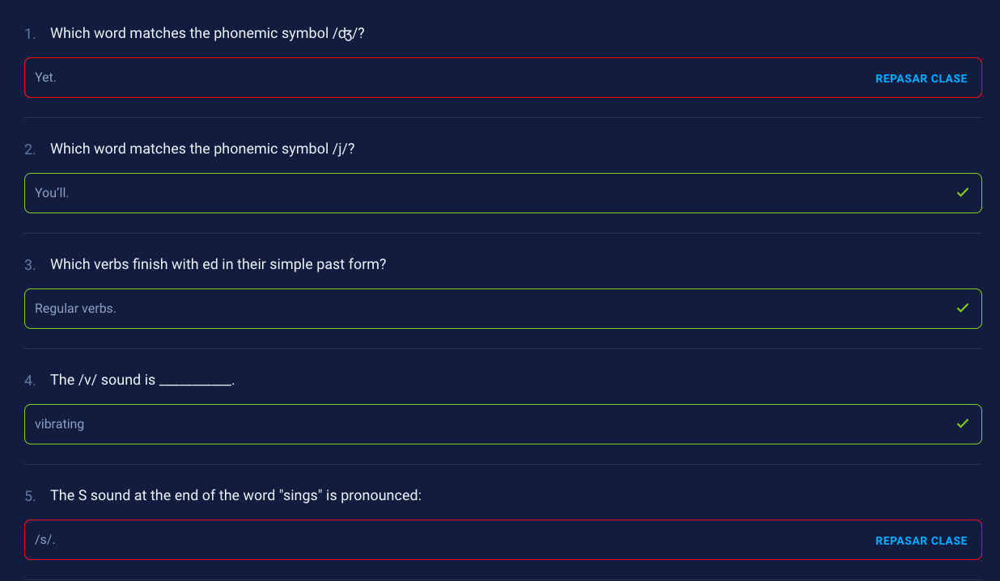 1. Which word matches the phonemic symbol /ʤ/?
Yet. REPASAR CLASE
2. Which word matches the phonemic symbol /j/?
You’ll.
3. Which verbs finish with ed in their simple past form?
Regular verbs.
4. The /v/ sound is ___________.
vibrating
5. The S sound at the end of the word "sings" is pronounced:
/s/. REPASAR CLASE